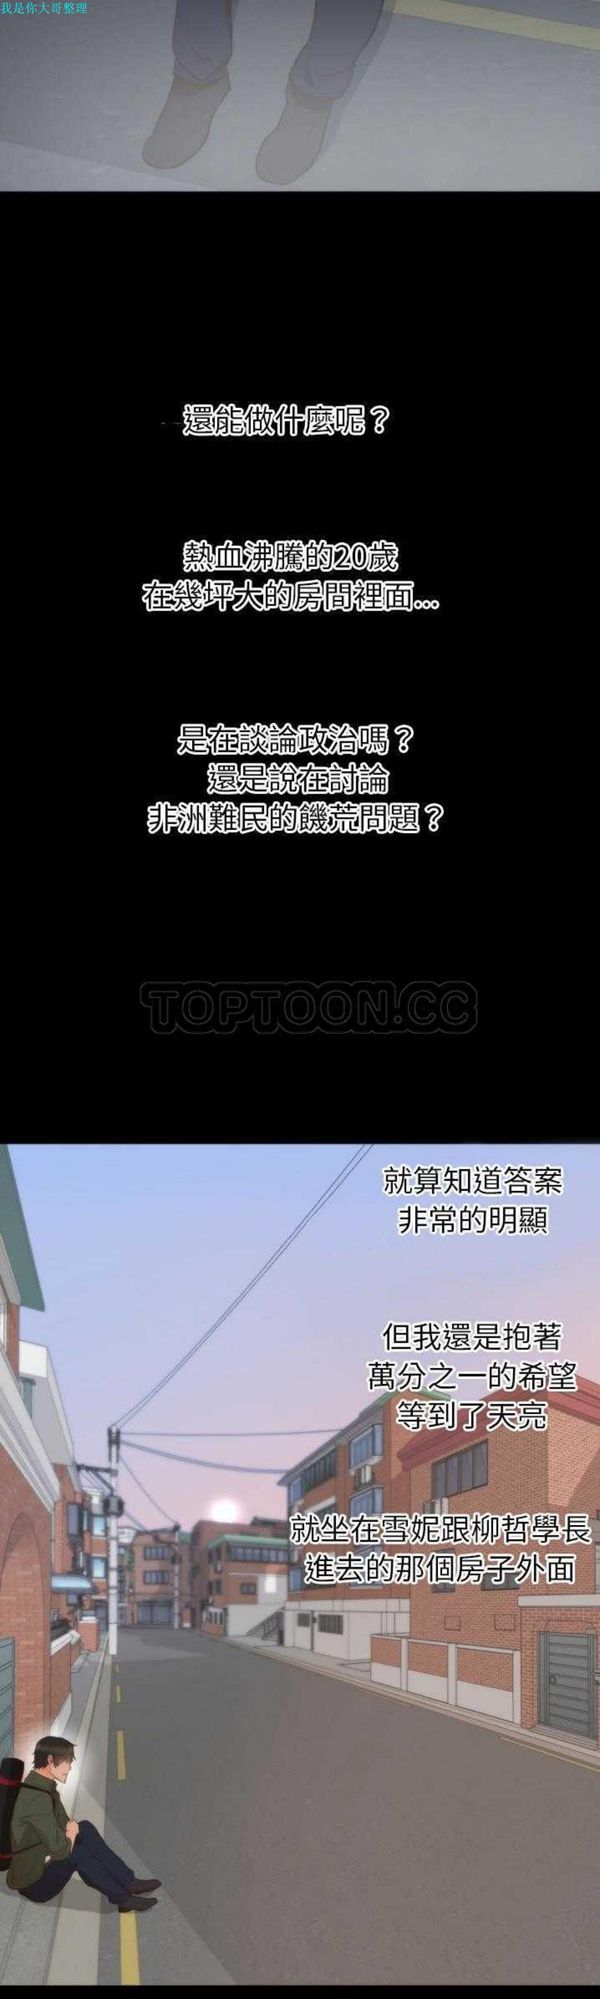 我是你大哥整理
還能做什麼呢？
熱血沸騰的20歲
在幾坪大的房間裡面...
是在談論政治嗎？
還是說在討論
非洲難民的饑荒問題？
TOPTOON.CC
就算知道答案
非常的明顯
但我還是抱著
萬分之一的希望
等到了天亮
就坐在雪妮跟柳哲學長
進去的那個房子外面